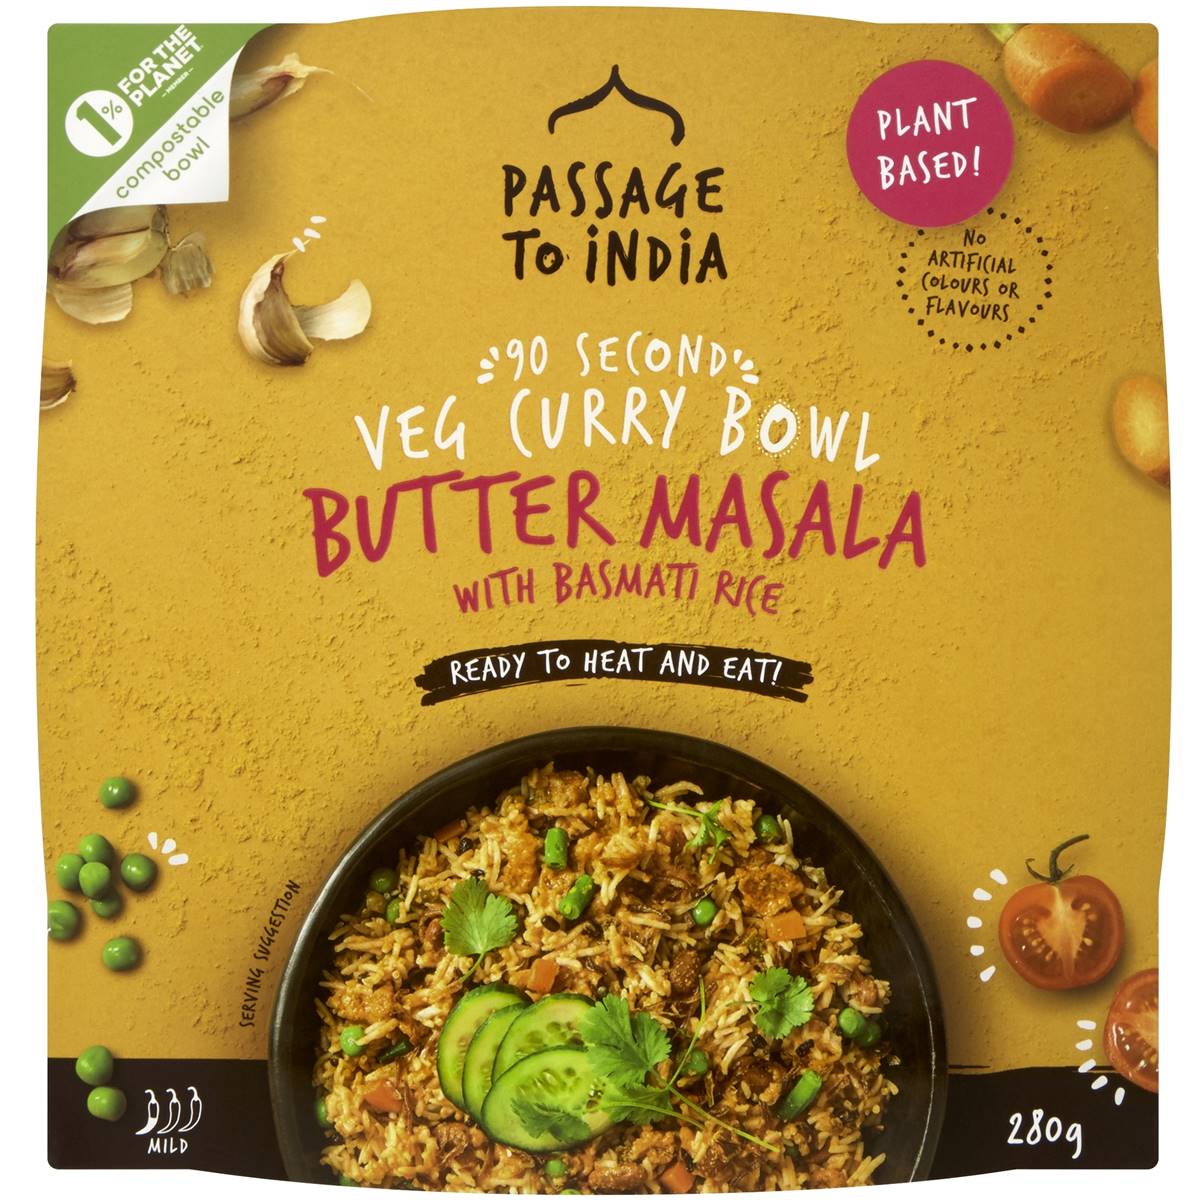 1%
FOR THE
PLANET
MEMBER
compostable
bowl
PASSAGE
TO INDIA
PLANT
BASED!
NO
ARTIFICIAL
COLOURS OR
FLAVOURS
90 SECOND
VEG CURRY BOWL
BUTTER MASALA
WITH BASMATI RICE
READY TO HEAT AND EAT!
SERVING SUGGESTION
MILD
280g